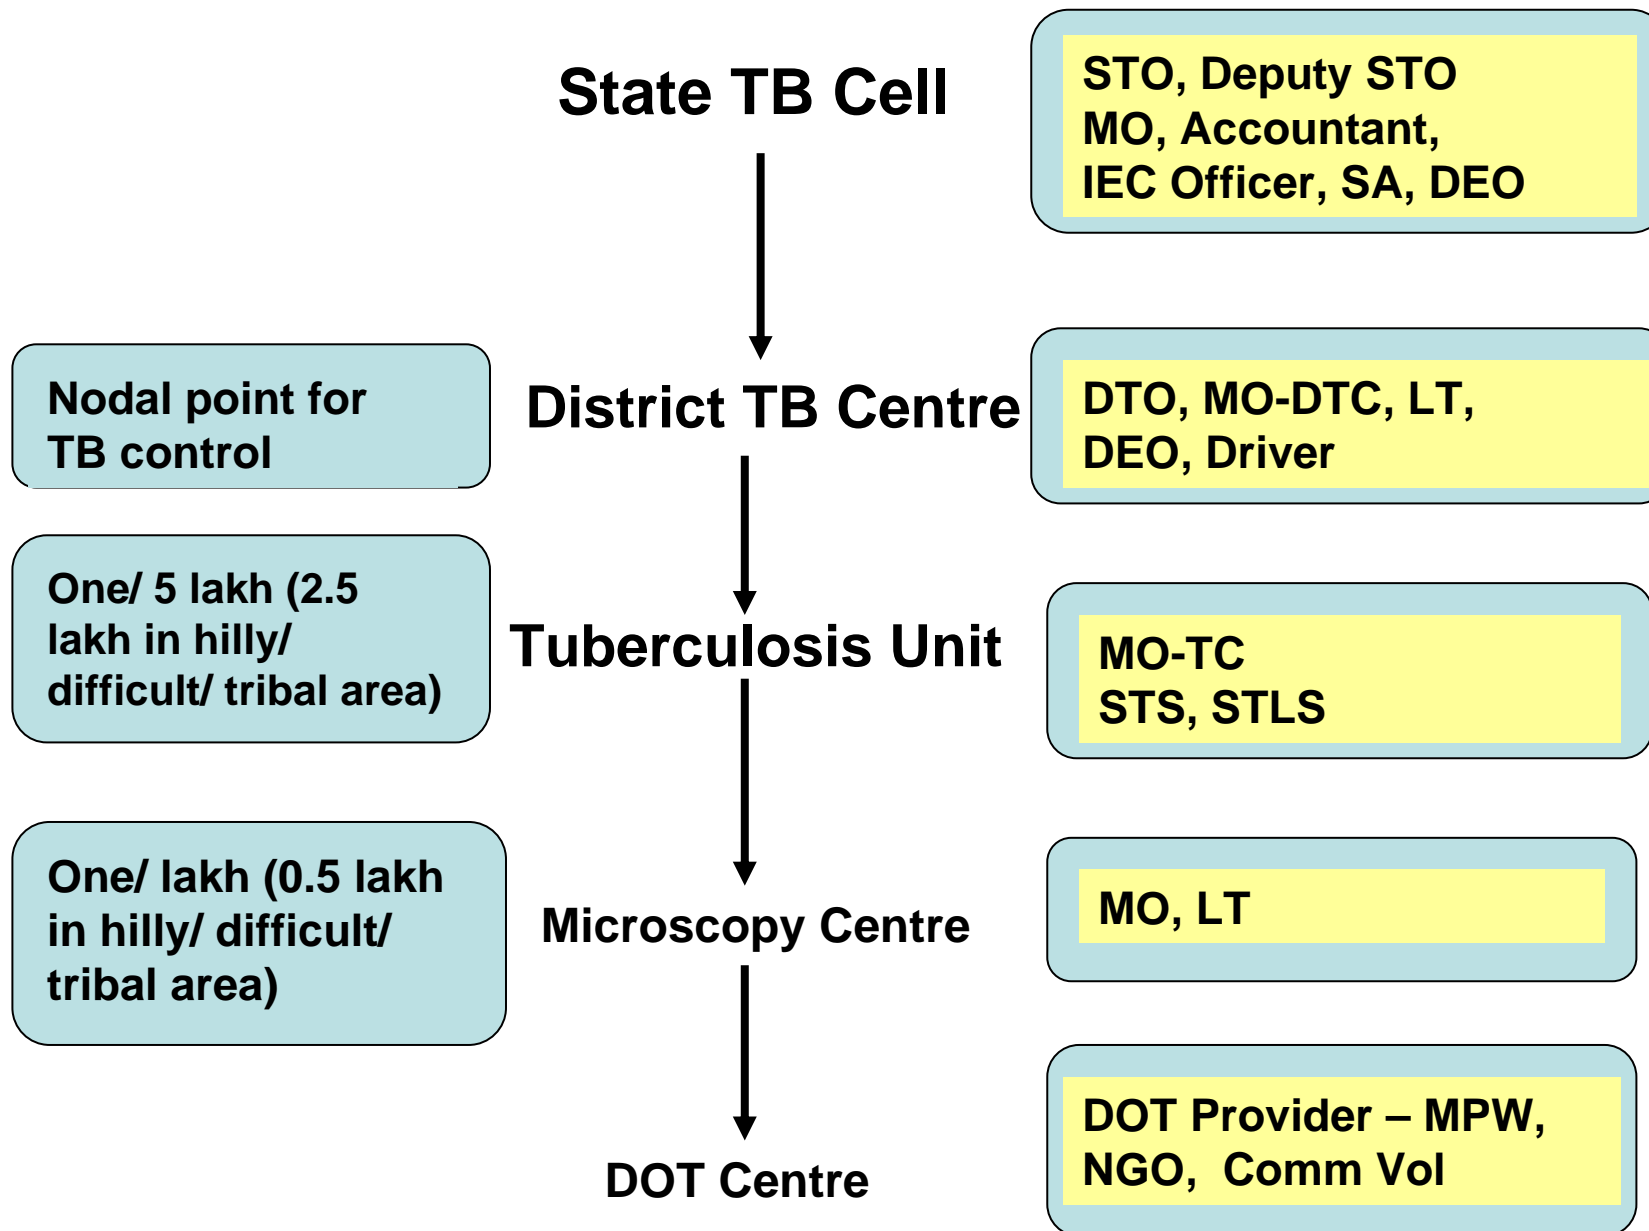 State TB Cell
STO, Deputy STO
MO, Accountant,
IEC Officer, SA, DEO
Nodal point for
TB control
District TB Centre
DTO, MO-DTC, LT,
DEO, Driver
One/ 5 lakh (2.5
lakh in hilly/
difficult/ tribal area)
Tuberculosis Unit
MO-TC
STS, STLS
One/ lakh (0.5 lakh
in hilly/ difficult/
tribal area)
Microscopy Centre
MO, LT
DOT Centre
DOT Provider – MPW,
NGO, Comm Vol